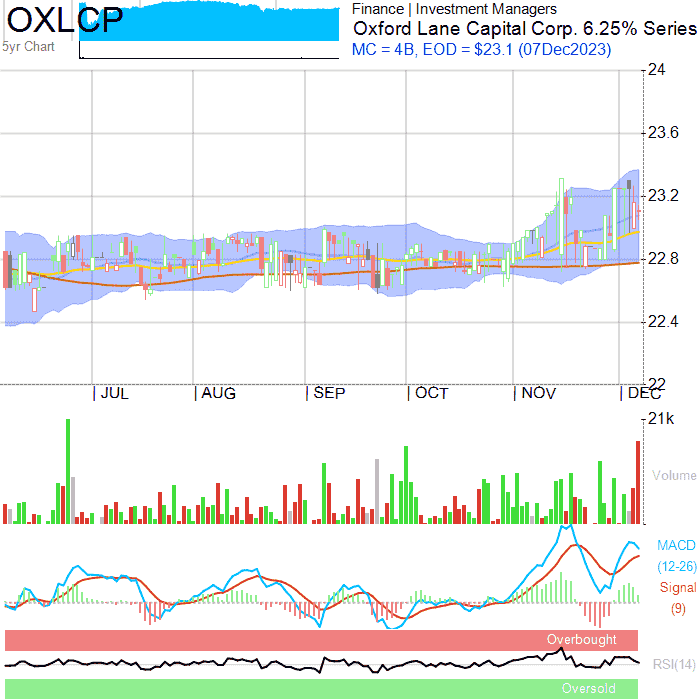 OXLCP
5yr Chart
Finance | Investment Managers
Oxford Lane Capital Corp. 6.25% Series
MC = 4B, EOD = $23.1 (07Dec2023)
24
23.6
23.2
22.8
22.4
22
JUL AUG SEP OCT NOV DEC
21k
Volume
MACD
(12-26)
Signal
(9)
Overbought
RSI(14)
Oversold